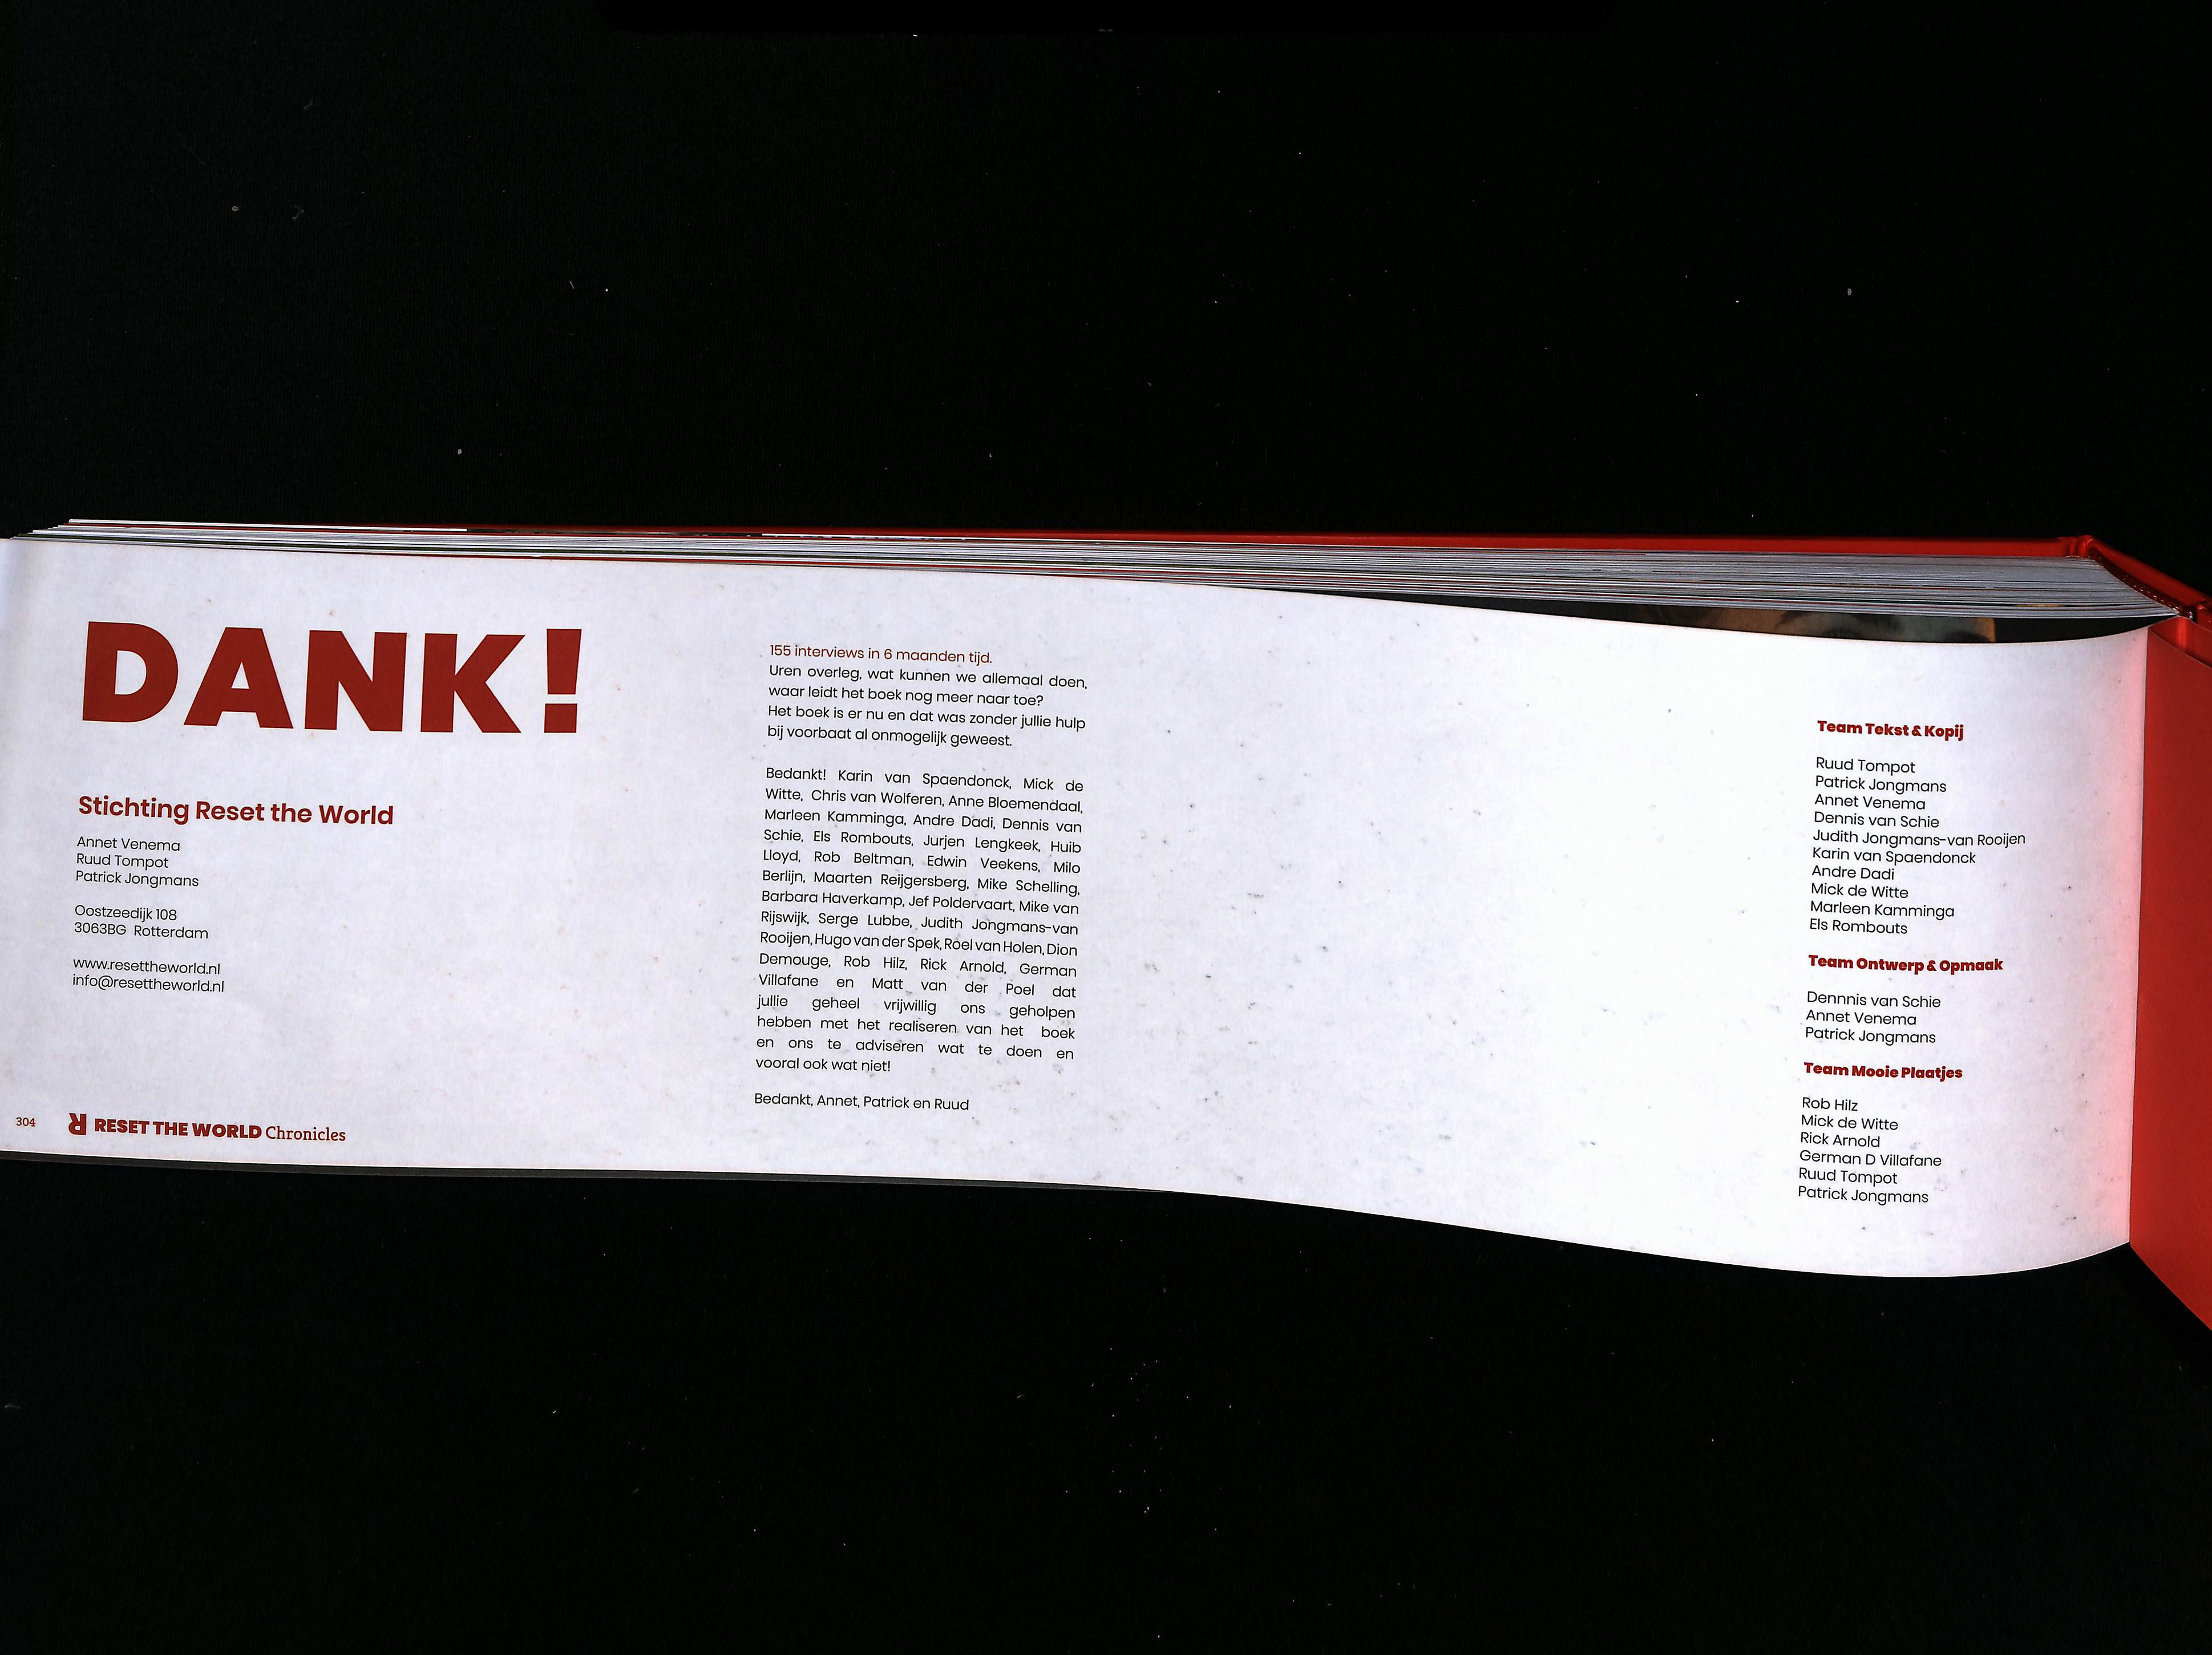 DANK!
Stichting Reset the World
Annet Venema
Ruud Tompot
Patrick Jongmans
Oostzeedijk 108
3063BG Rotterdam
www.resettheworld.nl
info@resettheworld.nl
304
RESET THE WORLD Chronicles
155 interviews in 6 maanden tijd.
Uren overleg, wat kunnen we allemaal doen,
waar leidt het boek nog meer naar toe?
Het boek is er nu en dat was zonder jullie hulp
bij voorbaat al onmogelijk geweest.
Bedankt! Karin van Spaendonck, Mick de
Witte, Chris van Wolferen, Anne Bloemendaal,
Marleen Kamminga, Andre Dadi, Dennis van
Schie, Els Rombouts, Jurjen Lengkeek, Huib
Lloyd, Rob Beltman, Edwin Veekens, Milo
Berlijn, Maarten Reijgersberg, Mike Schelling,
Barbara Haverkamp, Jef Poldervaart, Mike van
Rijswijk, Serge Lubbe, Judith Jongmans-van
Rooijen, Hugo van der Spek, Roel van Holen, Dion
Demouge, Rob Hilz, Rick Arnold, German
Villafane en Matt van der Poel dat
jullie geheel vrijwillig ons geholpen
hebben met het realiseren van het boek
en ons te adviseren wat te doen en
vooral ook wat niet!
Bedankt, Annet, Patrick en Ruud
Team Tekst & Kopij
Ruud Tompot
Patrick Jongmans
Annet Venema
Dennis van Schie
Judith Jongmans-van Rooijen
Karin van Spaendonck
Andre Dadi
Mick de Witte
Marleen Kamminga
Els Rombouts
Team Ontwerp & Opmaak
Dennnis van Schie
Annet Venema
Patrick Jongmans
Team Mooie Plaatjes
Rob Hilz
Mick de Witte
Rick Arnold
German D Villafane
Ruud Tompot
Patrick Jongmans